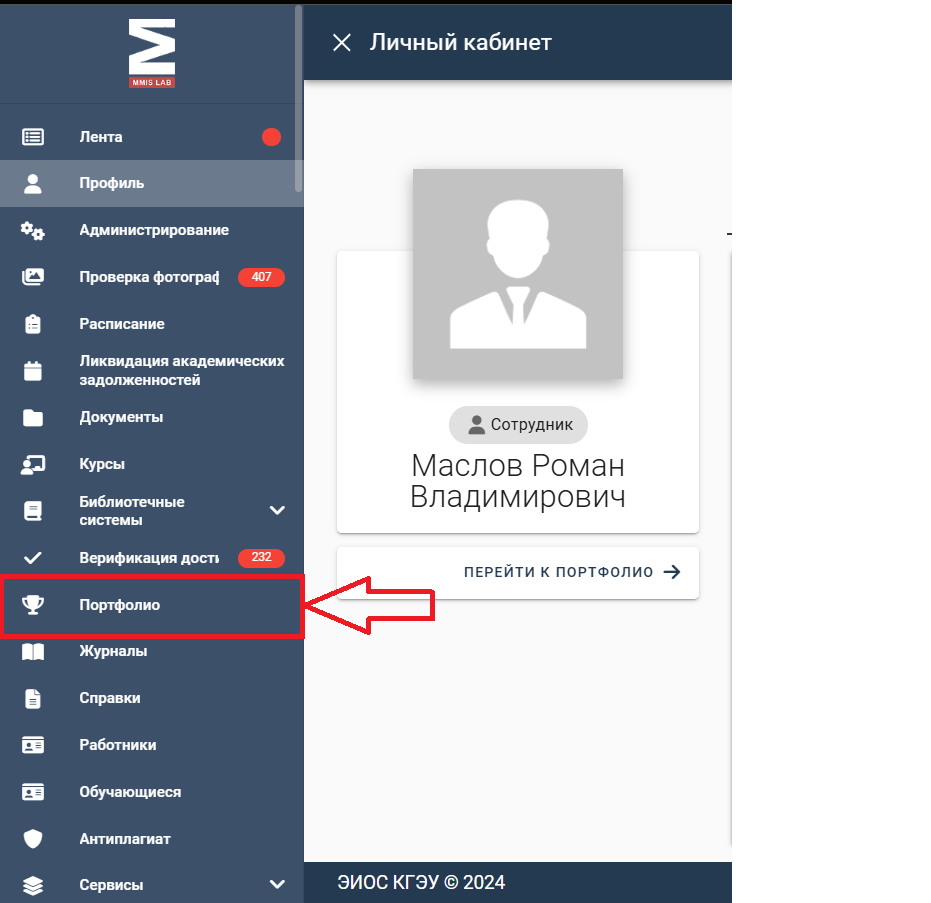 MMIS LAB
Лента
Профиль
Администрирование
Проверка фотограф
407
Расписание
Ликвидация академических
задолженностей
Документы
Курсы
Библиотечные
системы
Верификация дости
232
Портфолио
Журналы
Справки
Работники
Обучающиеся
Антиплагиат
Сервисы
Личный кабинет
Сотрудник
Маслов Роман
Владимирович
ПЕРЕЙТИ К ПОРТФОЛИО
ЭИОС КГЭУ © 2024